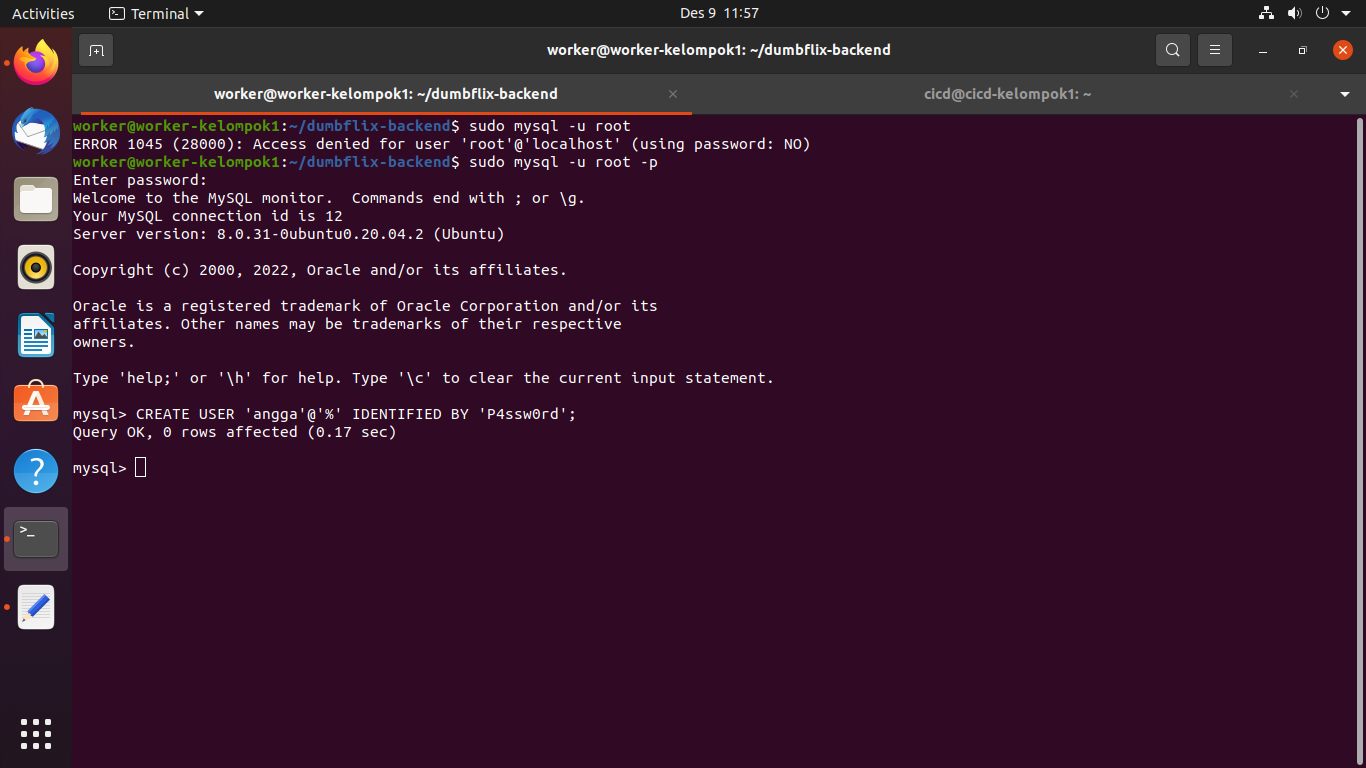 Activities
Terminal
Des 9 11:57
worker@worker-kelompok1: ~/dumbflix-backend
worker@worker-kelompok1: ~/dumbflix-backend
cicd@cicd-kelompok1: ~
worker@worker-kelompok1:~/dumbflix-backend$ sudo mysql -u root
ERROR 1045 (28000): Access denied for user 'root'@'localhost' (using password: NO)
worker@worker-kelompok1:~/dumbflix-backend$ sudo mysql -u root -p
Enter password:
Welcome to the MySQL monitor.  Commands end with ; or \g.
Your MySQL connection id is 12
Server version: 8.0.31-0ubuntu0.20.04.2 (Ubuntu)
Copyright (c) 2000, 2022, Oracle and/or its affiliates.
Oracle is a registered trademark of Oracle Corporation and/or its
affiliates. Other names may be trademarks of their respective
owners.
Type 'help;' or '\h' for help. Type '\c' to clear the current input statement.
mysql> CREATE USER 'angga'@'%' IDENTIFIED BY 'P4ssw0rd';
Query OK, 0 rows affected (0.17 sec)
mysql>